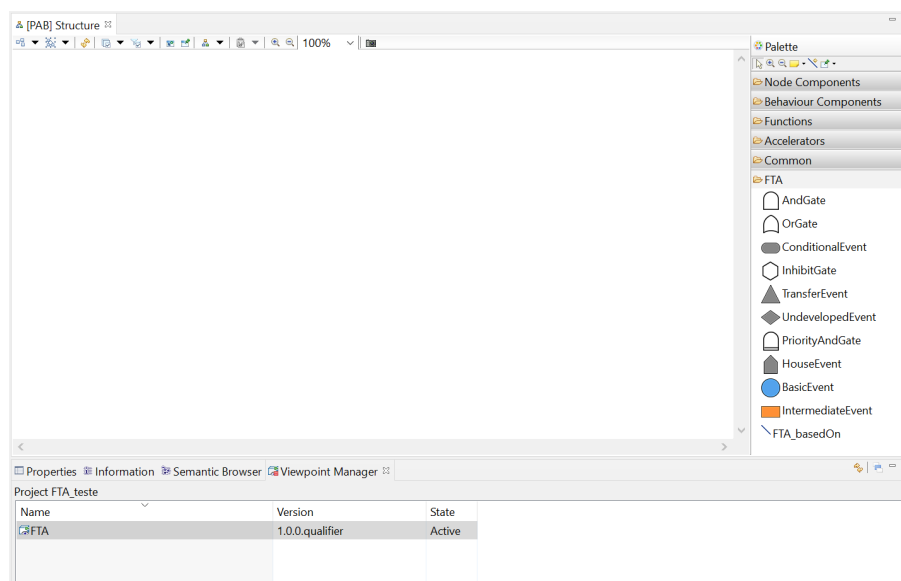 [PAB] Structure
100%
Palette
Node Components
Behaviour Components
Functions
Accelerators
Common
FTA
AndGate
OrGate
ConditionalEvent
InhibitGate
TransferEvent
UndevelopedEvent
PriorityAndGate
HouseEvent
BasicEvent
IntermediateEvent
FTA_basedOn
Properties Information Semantic Browser Viewpoint Manager
Project FTA_teste
Name Version State
FTA 1.0.0.qualifier Active